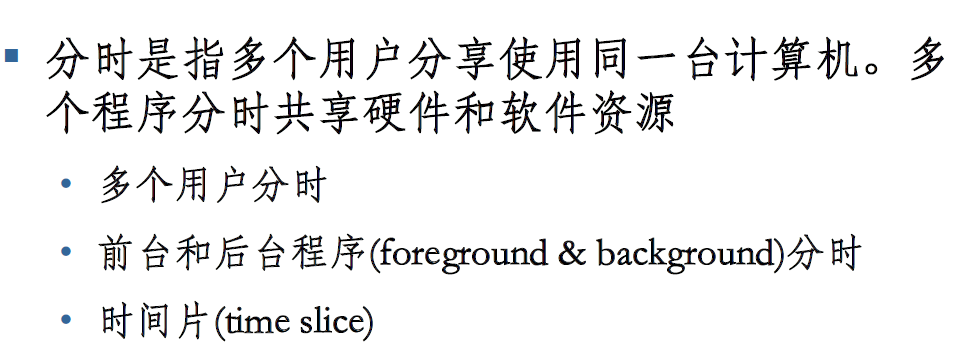 分时是指多个用户分享使用同一台计算机。多
个程序分时共享硬件和软件资源
多个用户分时
前台和后台程序(foreground & background)分时
时间片(time slice)